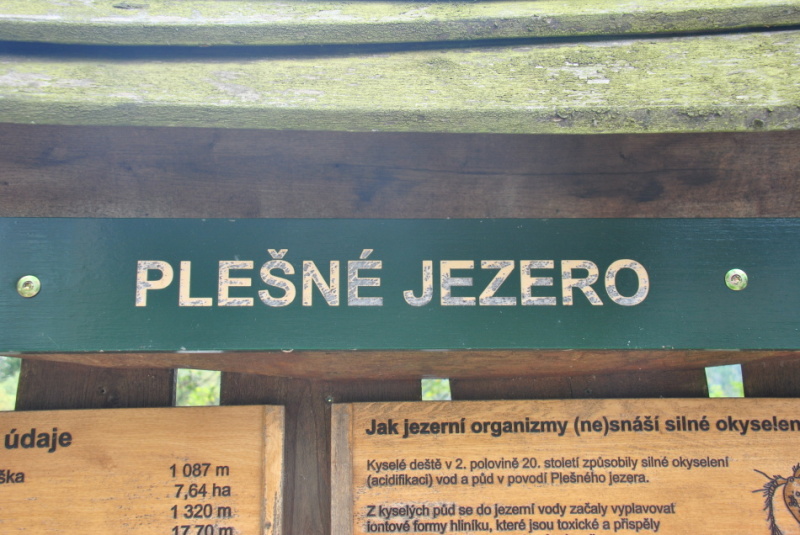 PLEŠNÉ JEZERO
údaje
1 087 m
7,64 ha
1 320 m
17,70 m
Jak jezerní organizmy (ne)snáší silné
Kyselé deště v 2. polovině 20. století způsobily silné okyselení
(acidifikaci) vod a půd v povodí Plešného jezera.
Z kyselých půd se do jezerní vody začaly vyplavovat
iontové formy hliníku, které jsou toxické a přispěly